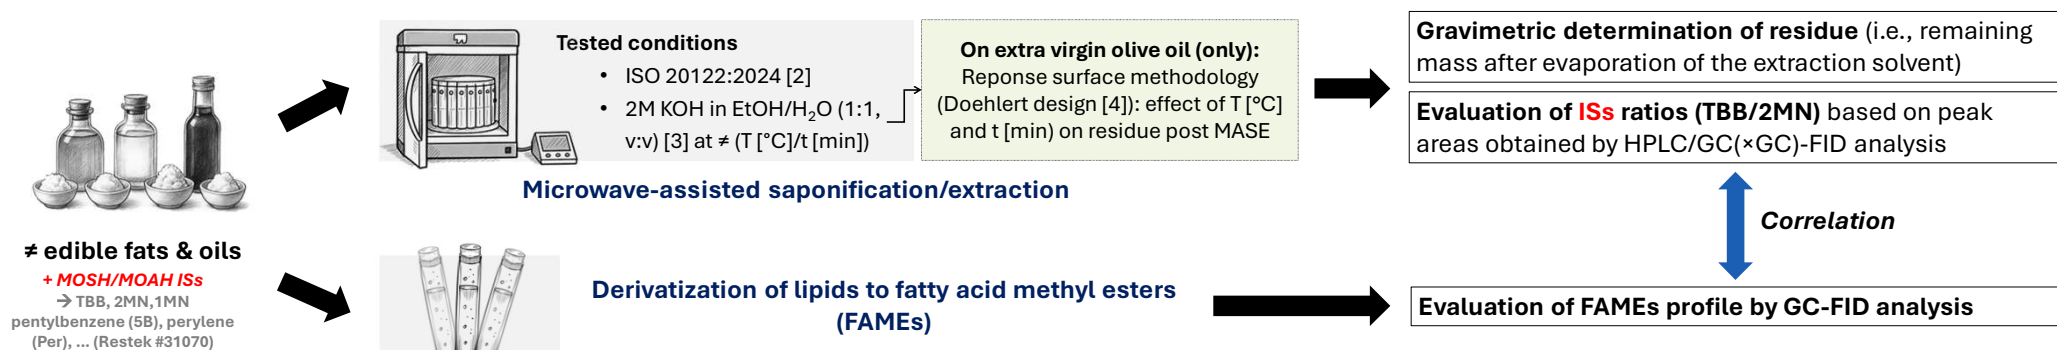 Tested conditions
• ISO 20122:2024 [2]
• 2M KOH in EtOH/H₂O (1:1,
v:v) [3] at ≠ (T [°C]/t [min])
On extra virgin olive oil (only):
Reponse surface methodology
(Doehlert design [4]): effect of T [°C]
and t [min] on residue post MASE
Microwave-assisted saponification/extraction
Gravimetric determination of residue (i.e., remaining
mass after evaporation of the extraction solvent)
Evaluation of ISs ratios (TBB/2MN) based on peak
areas obtained by HPLC/GC(×GC)-FID analysis
Correlation
≠ edible fats & oils
+ MOSH/MOAH ISs
→ TBB, 2MN,1MN
pentylbenzene (5B), perylene
(Per), ... (Restek #31070)
Derivatization of lipids to fatty acid methyl esters
(FAMEs)
Evaluation of FAMEs profile by GC-FID analysis